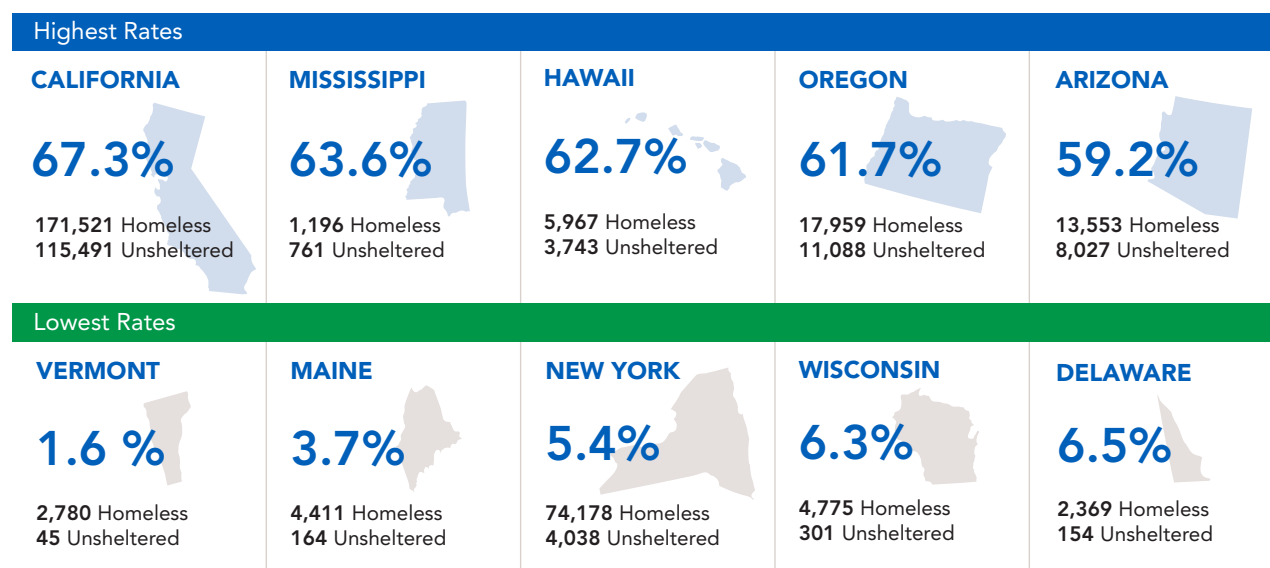 Highest Rates
CALIFORNIA
67.3%
171,521 Homeless
115,491 Unsheltered
MISSISSIPPI
63.6%
1,196 Homeless
761 Unsheltered
HAWAII
62.7%
5,967 Homeless
3,743 Unsheltered
OREGON
61.7%
17,959 Homeless
11,088 Unsheltered
ARIZONA
59.2%
13,553 Homeless
8,027 Unsheltered
Lowest Rates
VERMONT
1.6 %
2,780 Homeless
45 Unsheltered
MAINE
3.7%
4,411 Homeless
164 Unsheltered
NEW YORK
5.4%
74,178 Homeless
4,038 Unsheltered
WISCONSIN
6.3%
4,775 Homeless
301 Unsheltered
DELAWARE
6.5%
2,369 Homeless
154 Unsheltered